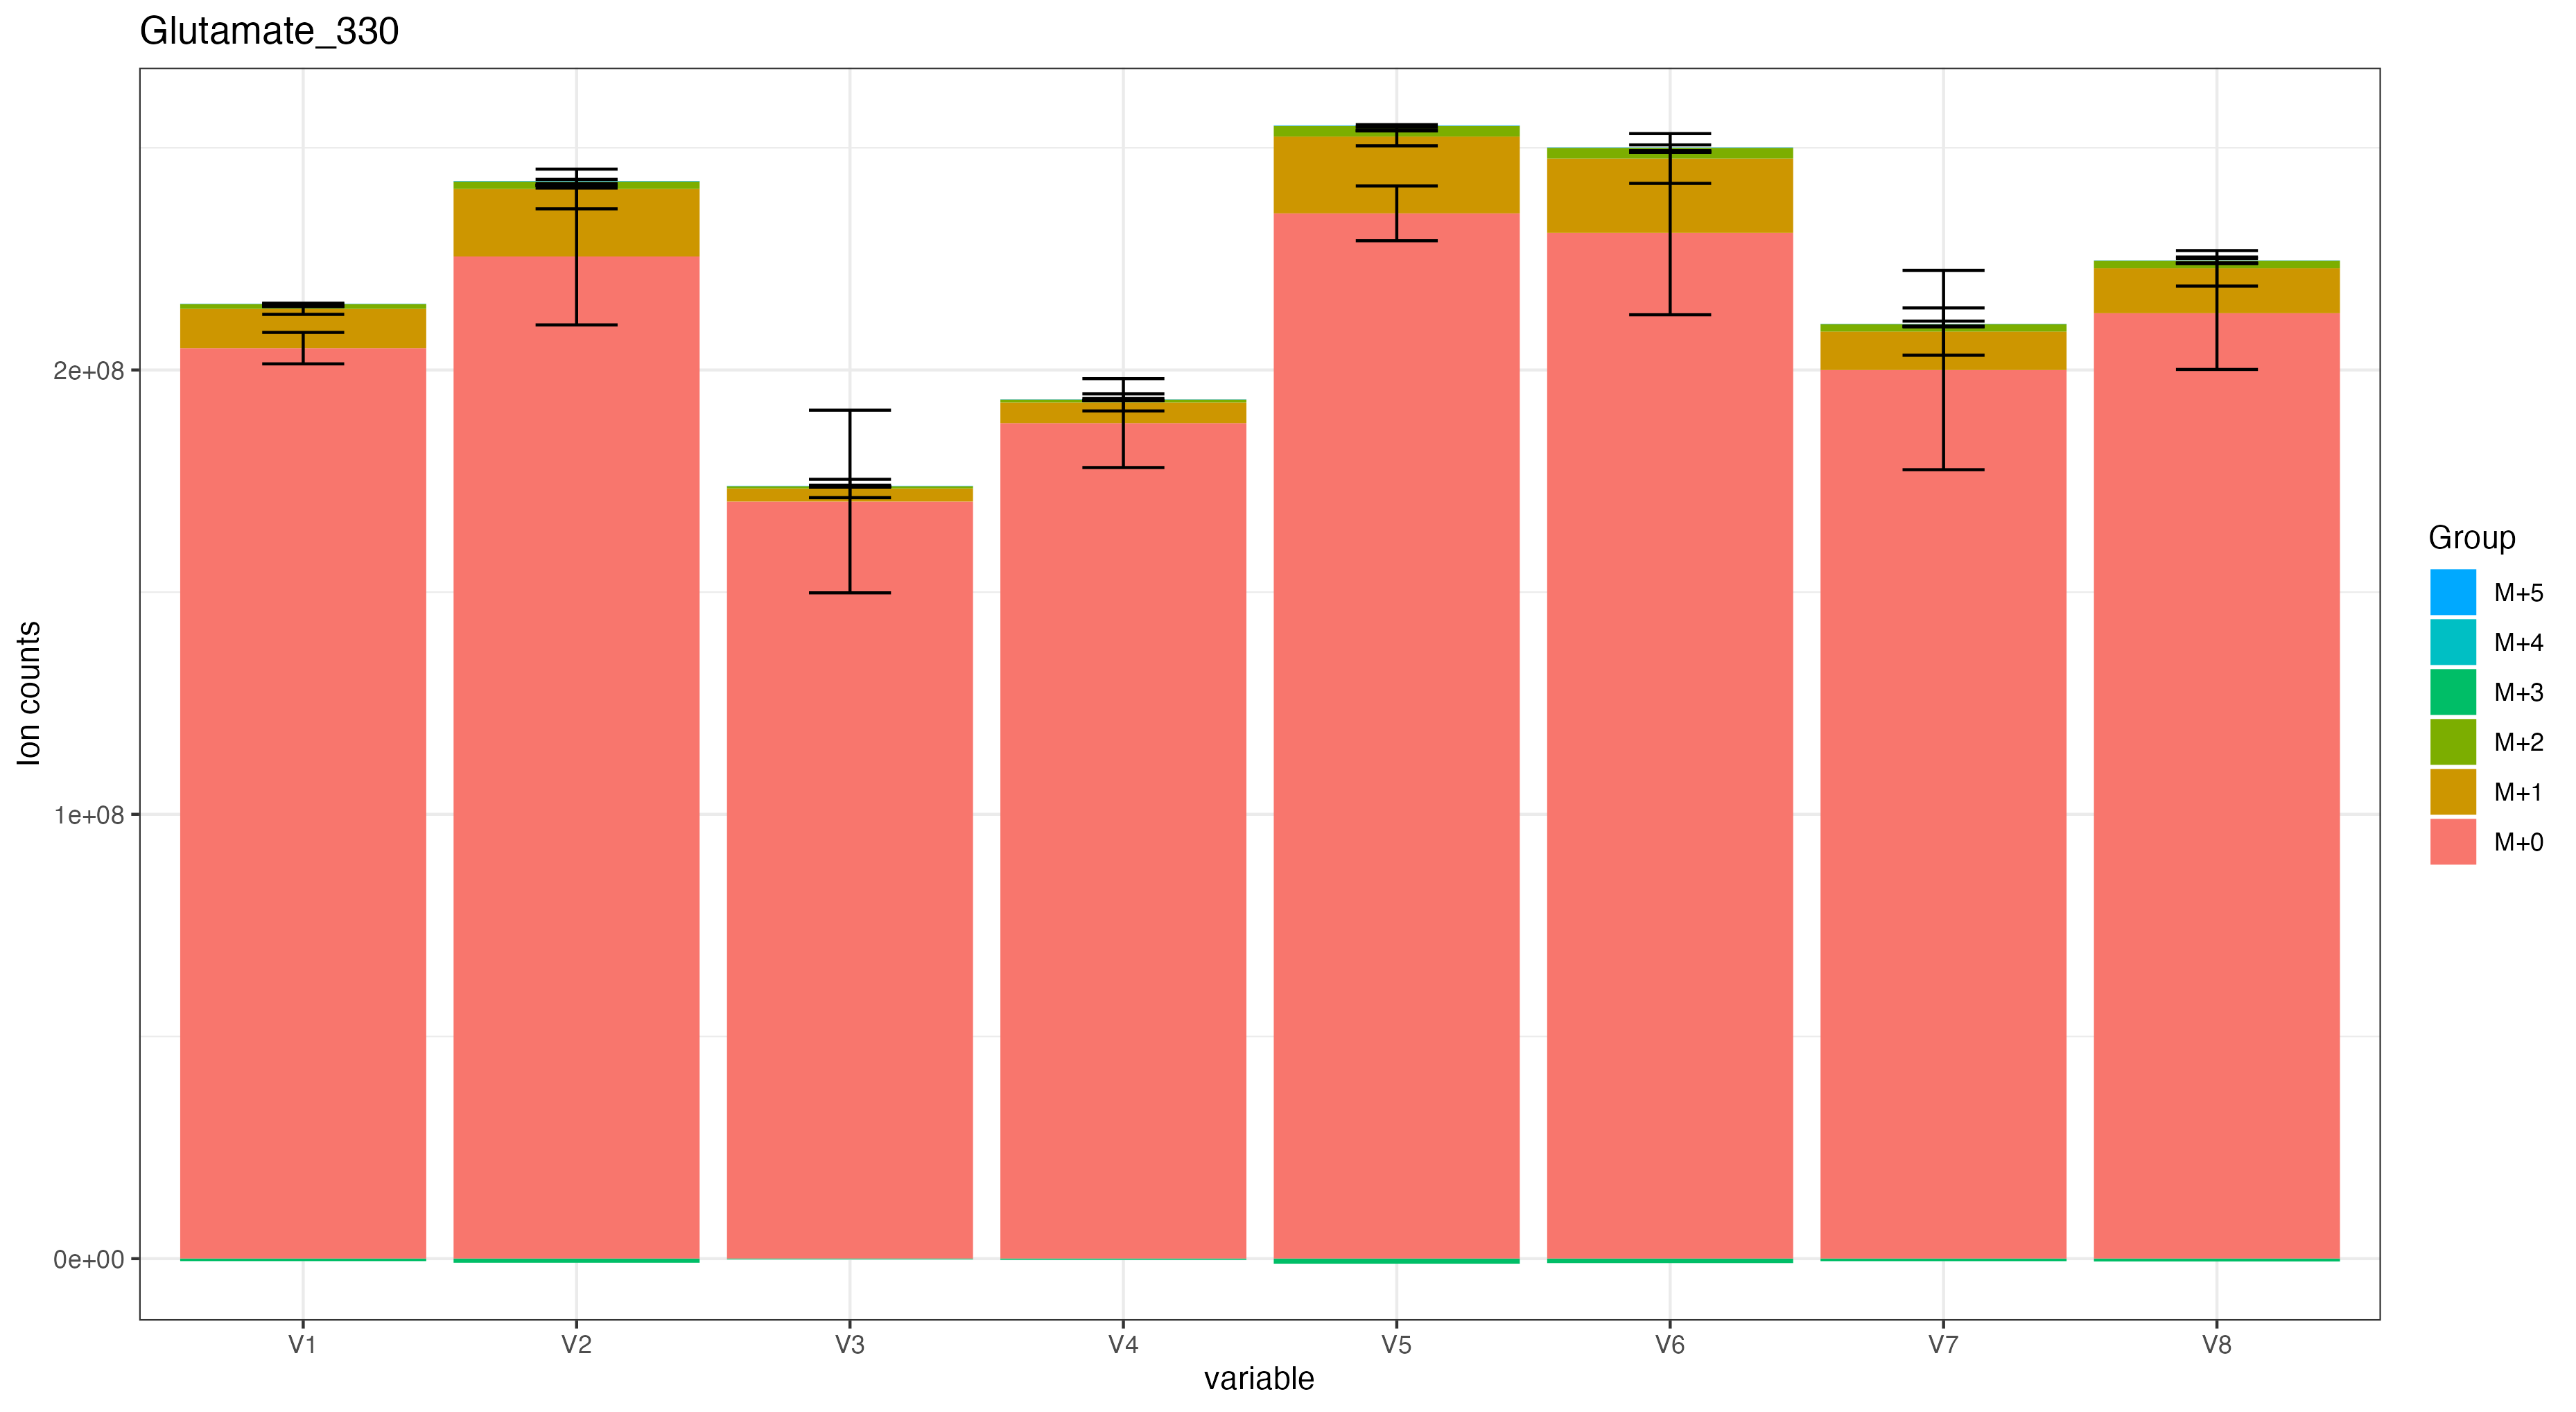 Glutamate_330
Ion counts
2e+08
1e+08
0e+00
V1 V2 V3 V4 V5 V6 V7 V8
variable
Group
M+5
M+4
M+3
M+2
M+1
M+0